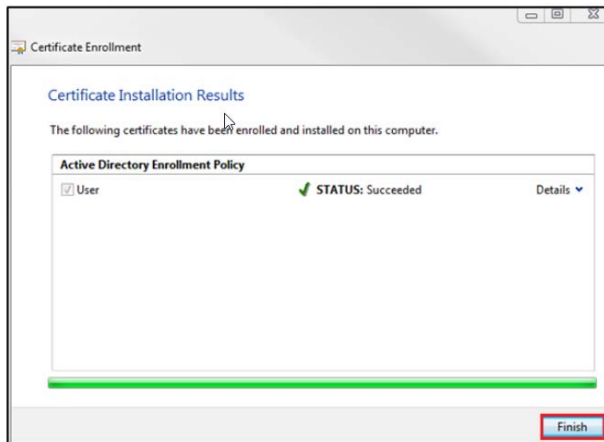 Certificate Enrollment
Certificate Installation Results
The following certificates have been enrolled and installed on this computer.
Active Directory Enrollment Policy
User STATUS: Succeeded Details
Finish